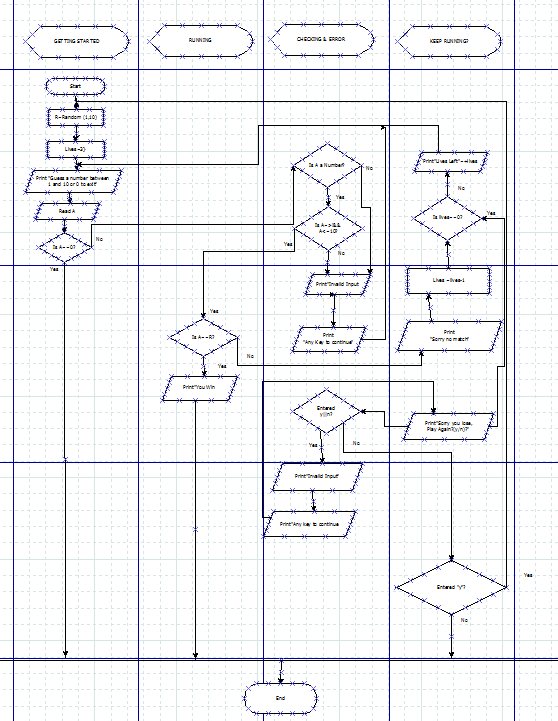 GETTING STARTED
RUNNING
CHECKING & ERROR
KEEP RUNNING?
Start
R=Random (1,10)
Lives =3
Print "Guess a number between
1 and 10 or 0 to exit"
Read A
Is A==0?
No
Yes
Is A a Number?
No
Yes
Is A>=1&&
A<=10?
Yes
No
Print"Invalid Input
Print
"Any Key to continue"
Yes
Is A==R?
No
Yes
Print"You Win
Print"Lives Left"+lives
No
Is lives==0?
Yes
Lives=lives-1
Print
"Sorry no match"
Print"Sorry you lose,
Play Again?(y/n)?"
Entered
y||n?
Yes
No
Print"Invalid Input"
Print"Any key to continue
Entered "y"?
Yes
No
End